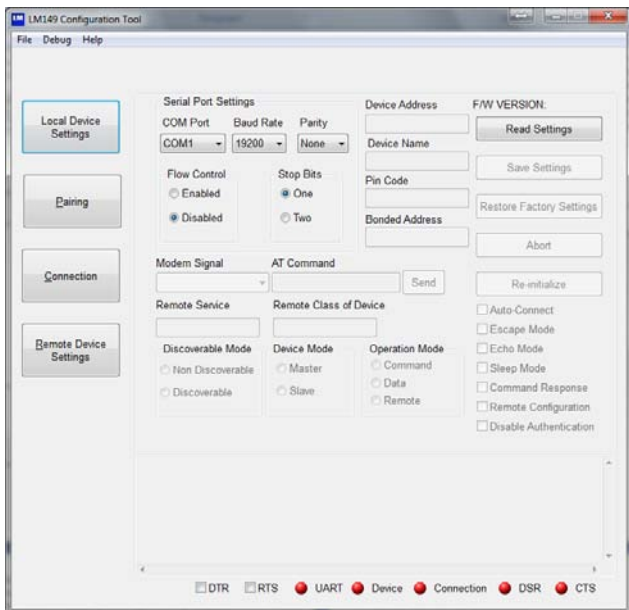 LM LM149 Configuration Tool
File Debug Help
Local Device Settings
Pairing
Connection
Remote Device Settings
Serial Port Settings
COM Port Baud Rate Parity
COM1 19200 None
Flow Control
Enabled
Disabled
Stop Bits
One
Two
Device Address
Device Name
Pin Code
Bonded Address
F/W VERSION:
Read Settings
Save Settings
Restore Factory Settings
Abort
Re-initialize
Modem Signal AT Command
Send
Remote Service Remote Class of Device
Discoverable Mode
Non Discoverable
Discoverable
Device Mode
Master
Slave
Operation Mode
Command
Data
Remote
Auto-Connect
Escape Mode
Echo Mode
Sleep Mode
Command Response
Remote Configuration
Disable Authentication
DTR RTS UART Device Connection DSR CTS